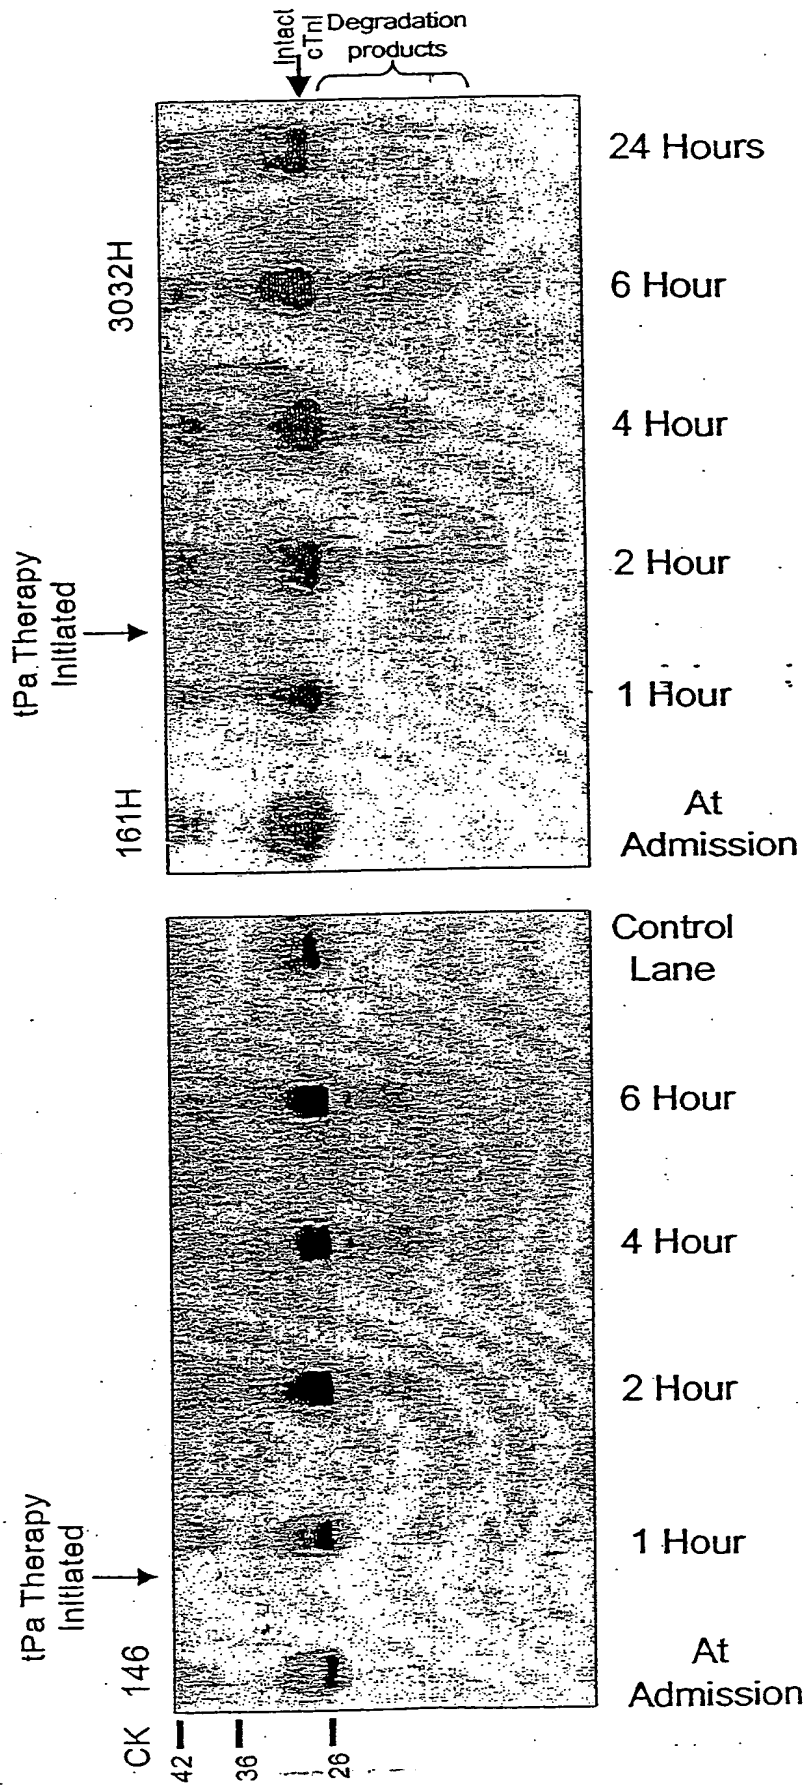 Intact
cTnI
Degradation
products
24 Hours
3032H
6 Hour
4 Hour
tPa Therapy
Initiated
2 Hour
1 Hour
161H
At
Admission
Control
Lane
6 Hour
4 Hour
2 Hour
tPa Therapy
Initiated
1 Hour
CK 146
At
Admission
42
36
26